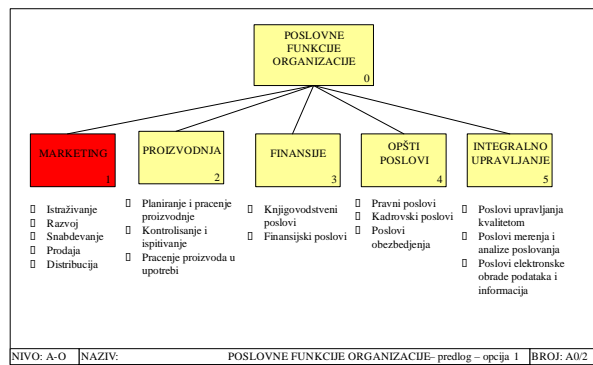 POSLOVNE
FUNKCIJE
ORGANIZACIJE
0
MARKETING
1
PROIZVODNJA
2
FINANSIJE
3
OPŠTI
POSLOVI
4
INTEGRALNO
UPRAVLJANJE
5
Istraživanje
Razvoj
Snabdevanje
Prodaja
Distribucija
Planiranje i pracenje
proizvodnje
Kontrolisanje i
ispitivanje
Pracenje proizvoda u
upotrebi
Knjigovodstveni
poslovi
Finansijski poslovi
Pravni poslovi
Kadrovski poslovi
Poslovi
obezbedjenja
Poslovi upravljanja
kvalitetom
Poslovi merenja i
analize poslovanja
Poslovi elektronske
obrade podataka i
informacija
NIVO: A-O NAZIV: POSLOVNE FUNKCIJE ORGANIZACIJE– predlog – opcija 1 BROJ: A0/2